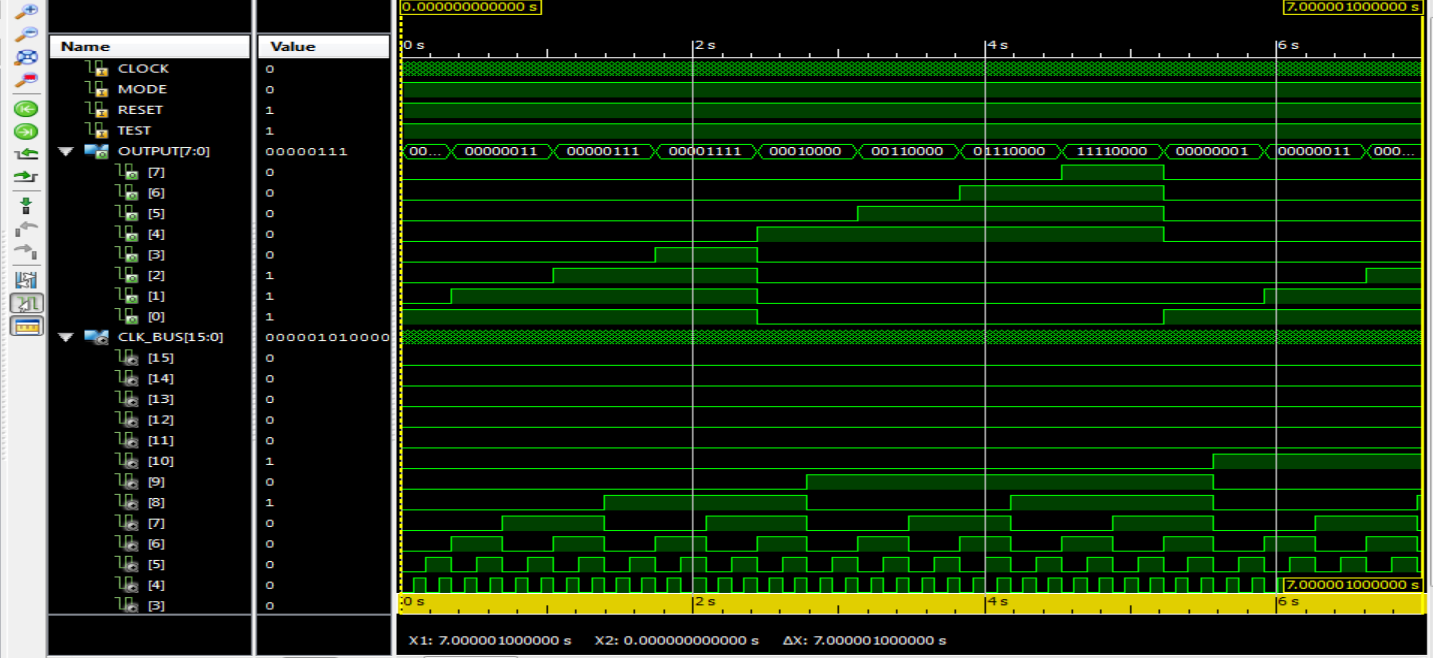 0.000000000000 s 7.000001000000 s
Name Value 0 s 2 s 4 s 6 s
CLOCK 0
MODE 0
RESET 1
TEST 1
OUTPUT[7:0] 00000111 00... 00000011 00000111 00001111 00010000 00110000 01110000 11110000 00000001 00000011 000...
[7] 0
[6] 0
[5] 0
[4] 0
[3] 0
[2] 1
[1] 1
[0] 1
CLK_BUS[15:0] 000001010000
[15] 0
[14] 0
[13] 0
[12] 0
[11] 0
[10] 1
[9] 0
[8] 1
[7] 0
[6] 0
[5] 0
[4] 0 7.000001000000 s
[3] 0 0 s 2 s 4 s 6 s
X1: 7.000001000000 s X2: 0.000000000000 s ΔX: 7.000001000000 s